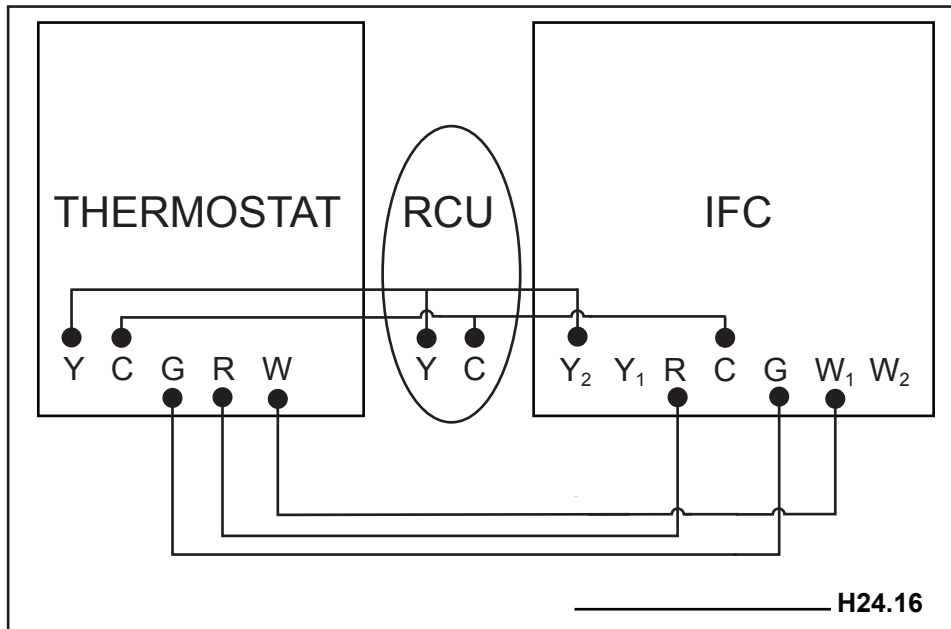 THERMOSTAT RCU IFC
Y C G R W Y C Y₂ Y₁ R C G W₁ W₂
H24.16